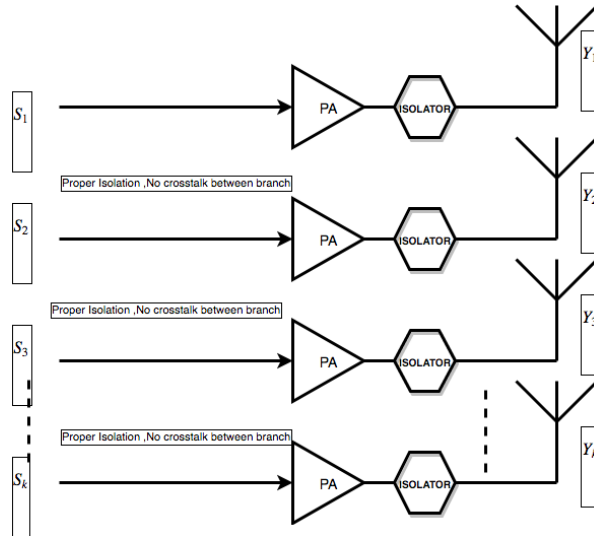 S1
PA
ISOLATOR
Y1
Proper Isolation ,No crosstalk between branch
S2
PA
ISOLATOR
Y2
Proper Isolation ,No crosstalk between branch
S3
PA
ISOLATOR
Y3
Proper Isolation ,No crosstalk between branch
Sk
PA
ISOLATOR
Yk